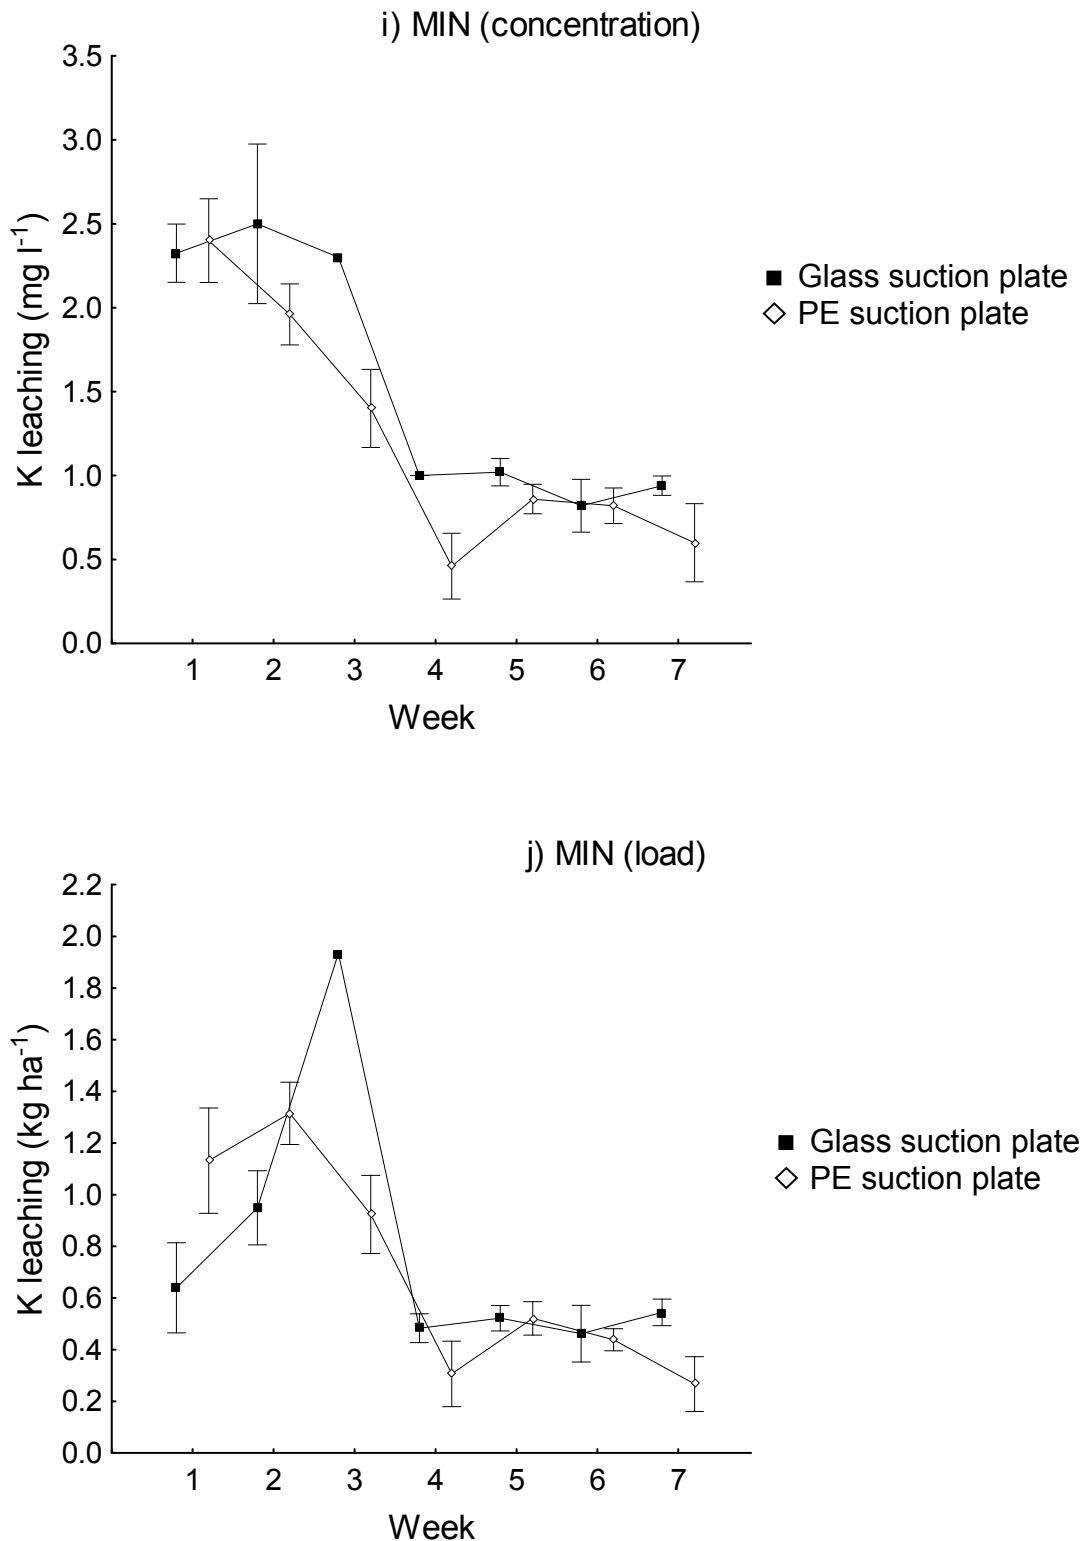 i) MIN (concentration)
3.5
3.0
2.5
2.0
1.5
1.0
0.5
0.0
K leaching (mg l⁻¹)
1 2 3 4 5 6 7
Week
Glass suction plate
PE suction plate
j) MIN (load)
2.2
2.0
1.8
1.6
1.4
1.2
1.0
0.8
0.6
0.4
0.2
0.0
K leaching (kg ha⁻¹)
1 2 3 4 5 6 7
Week
Glass suction plate
PE suction plate